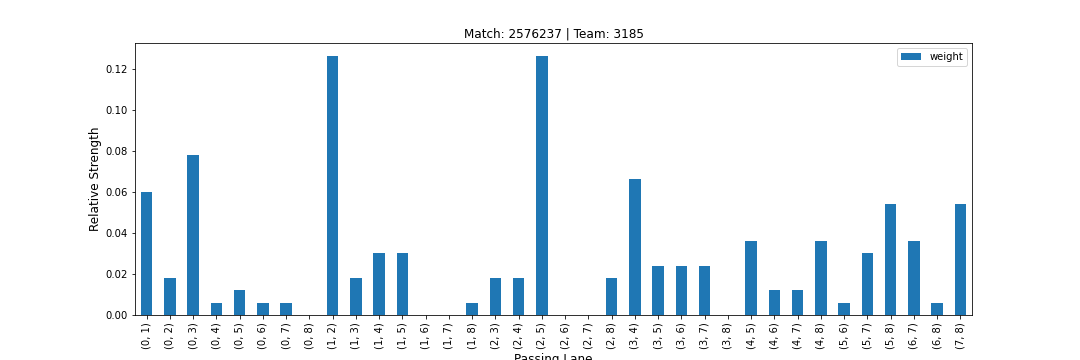 Match: 2576237 | Team: 3185
weight
Relative Strength
0.12
0.10
0.08
0.06
0.04
0.02
0.00
(0, 1) (0, 2) (0, 3) (0, 4) (0, 5) (0, 6) (0, 7) (0, 8) (1, 2) (1, 3) (1, 4) (1, 5) (1, 6) (1, 7) (1, 8) (2, 3) (2, 4) (2, 5) (2, 6) (2, 7) (2, 8) (3, 4) (3, 5) (3, 6) (3, 7) (3, 8) (4, 5) (4, 6) (4, 7) (4, 8) (5, 6) (5, 7) (5, 8) (6, 7) (6, 8) (7, 8)
Passing Lane